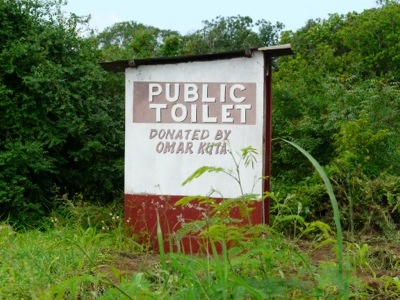 PUBLIC
TOILET
DONATED BY
OMAR KUTA